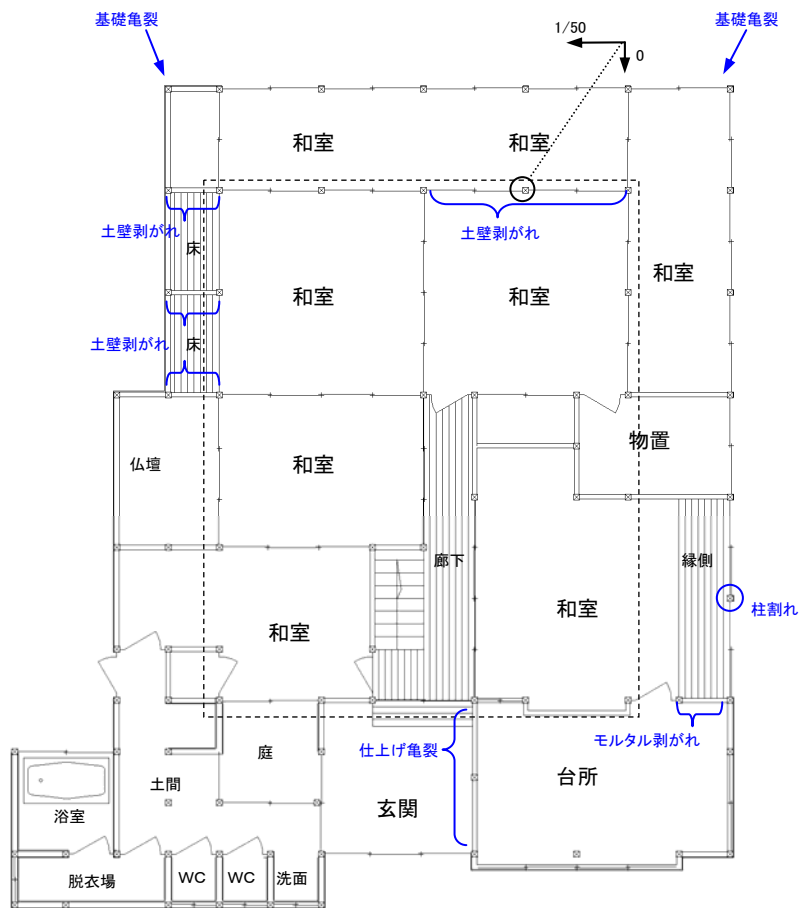 基礎亀裂
基礎亀裂
1/50
0
和室
和室
土壁剥がれ
土壁剥がれ
床
和室
和室
和室
土壁剥がれ
床
物置
仏壇
和室
廊下
縁側
和室
柱割れ
和室
仕上げ亀裂
庭
モルタル剥がれ
土間
台所
浴室
玄関
脱衣場
WC
WC
洗面